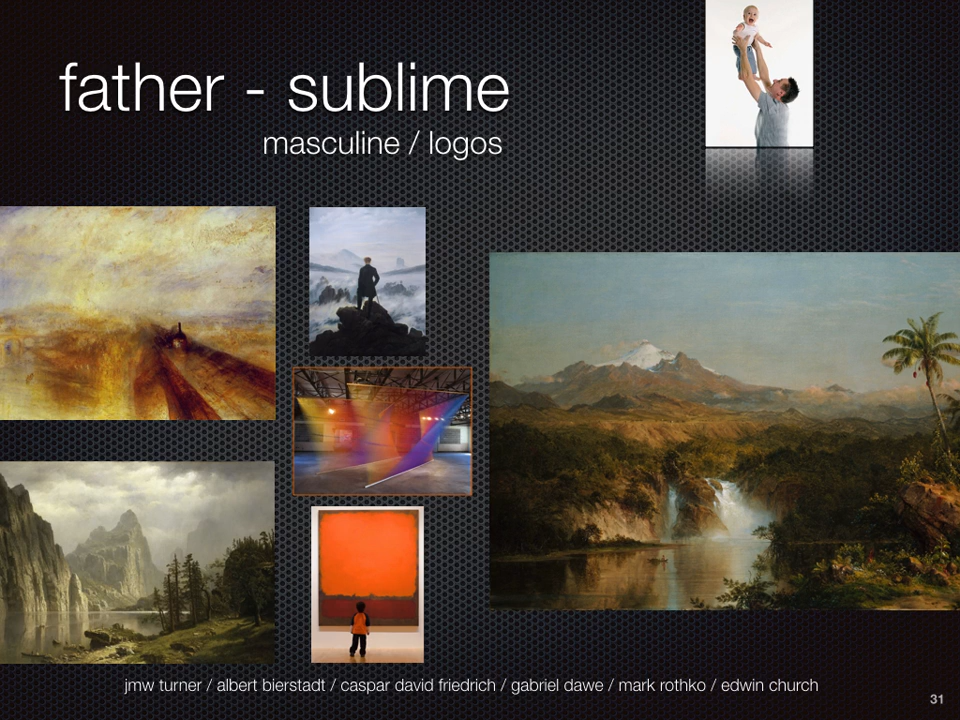 father - sublime
masculine / logos
jmw turner / albert bierstadt / caspar david friedrich / gabriel dawe / mark rothko / edwin church
31